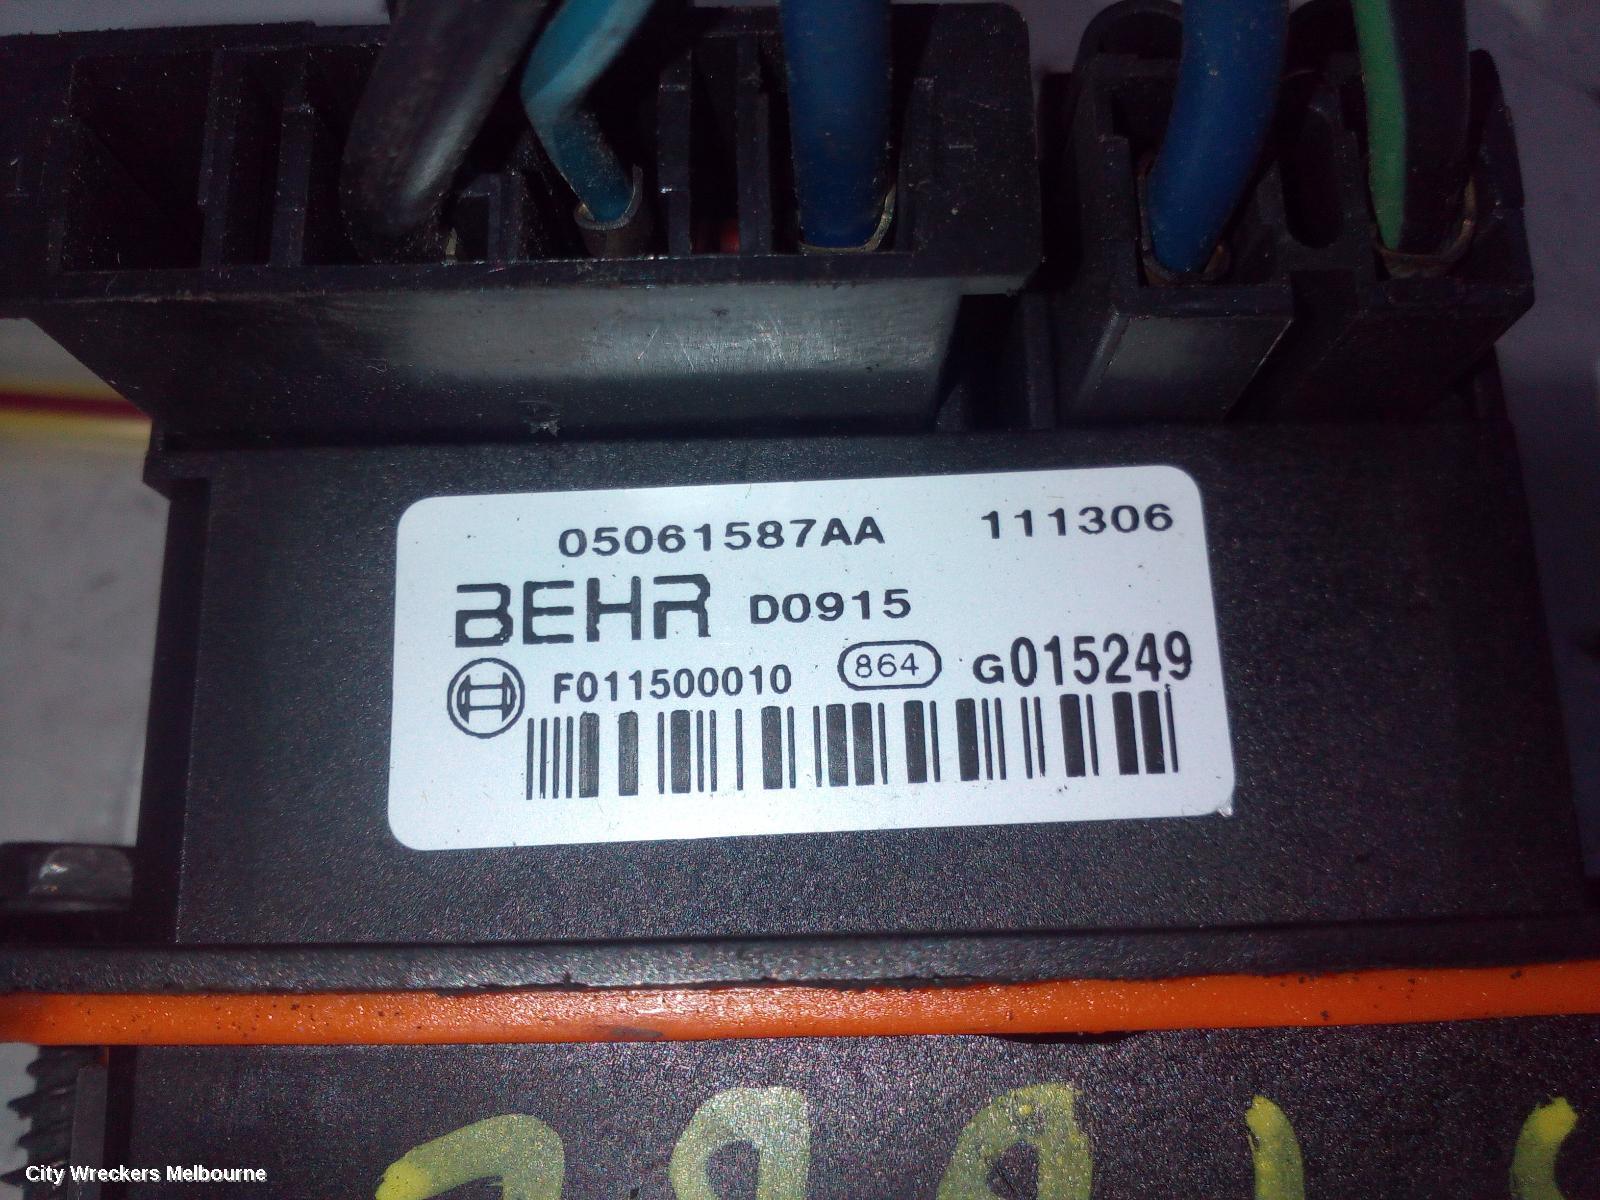 05061587AA 111306
BEHR D0915
F011500010 864 G015249
City Wreckers Melbourne